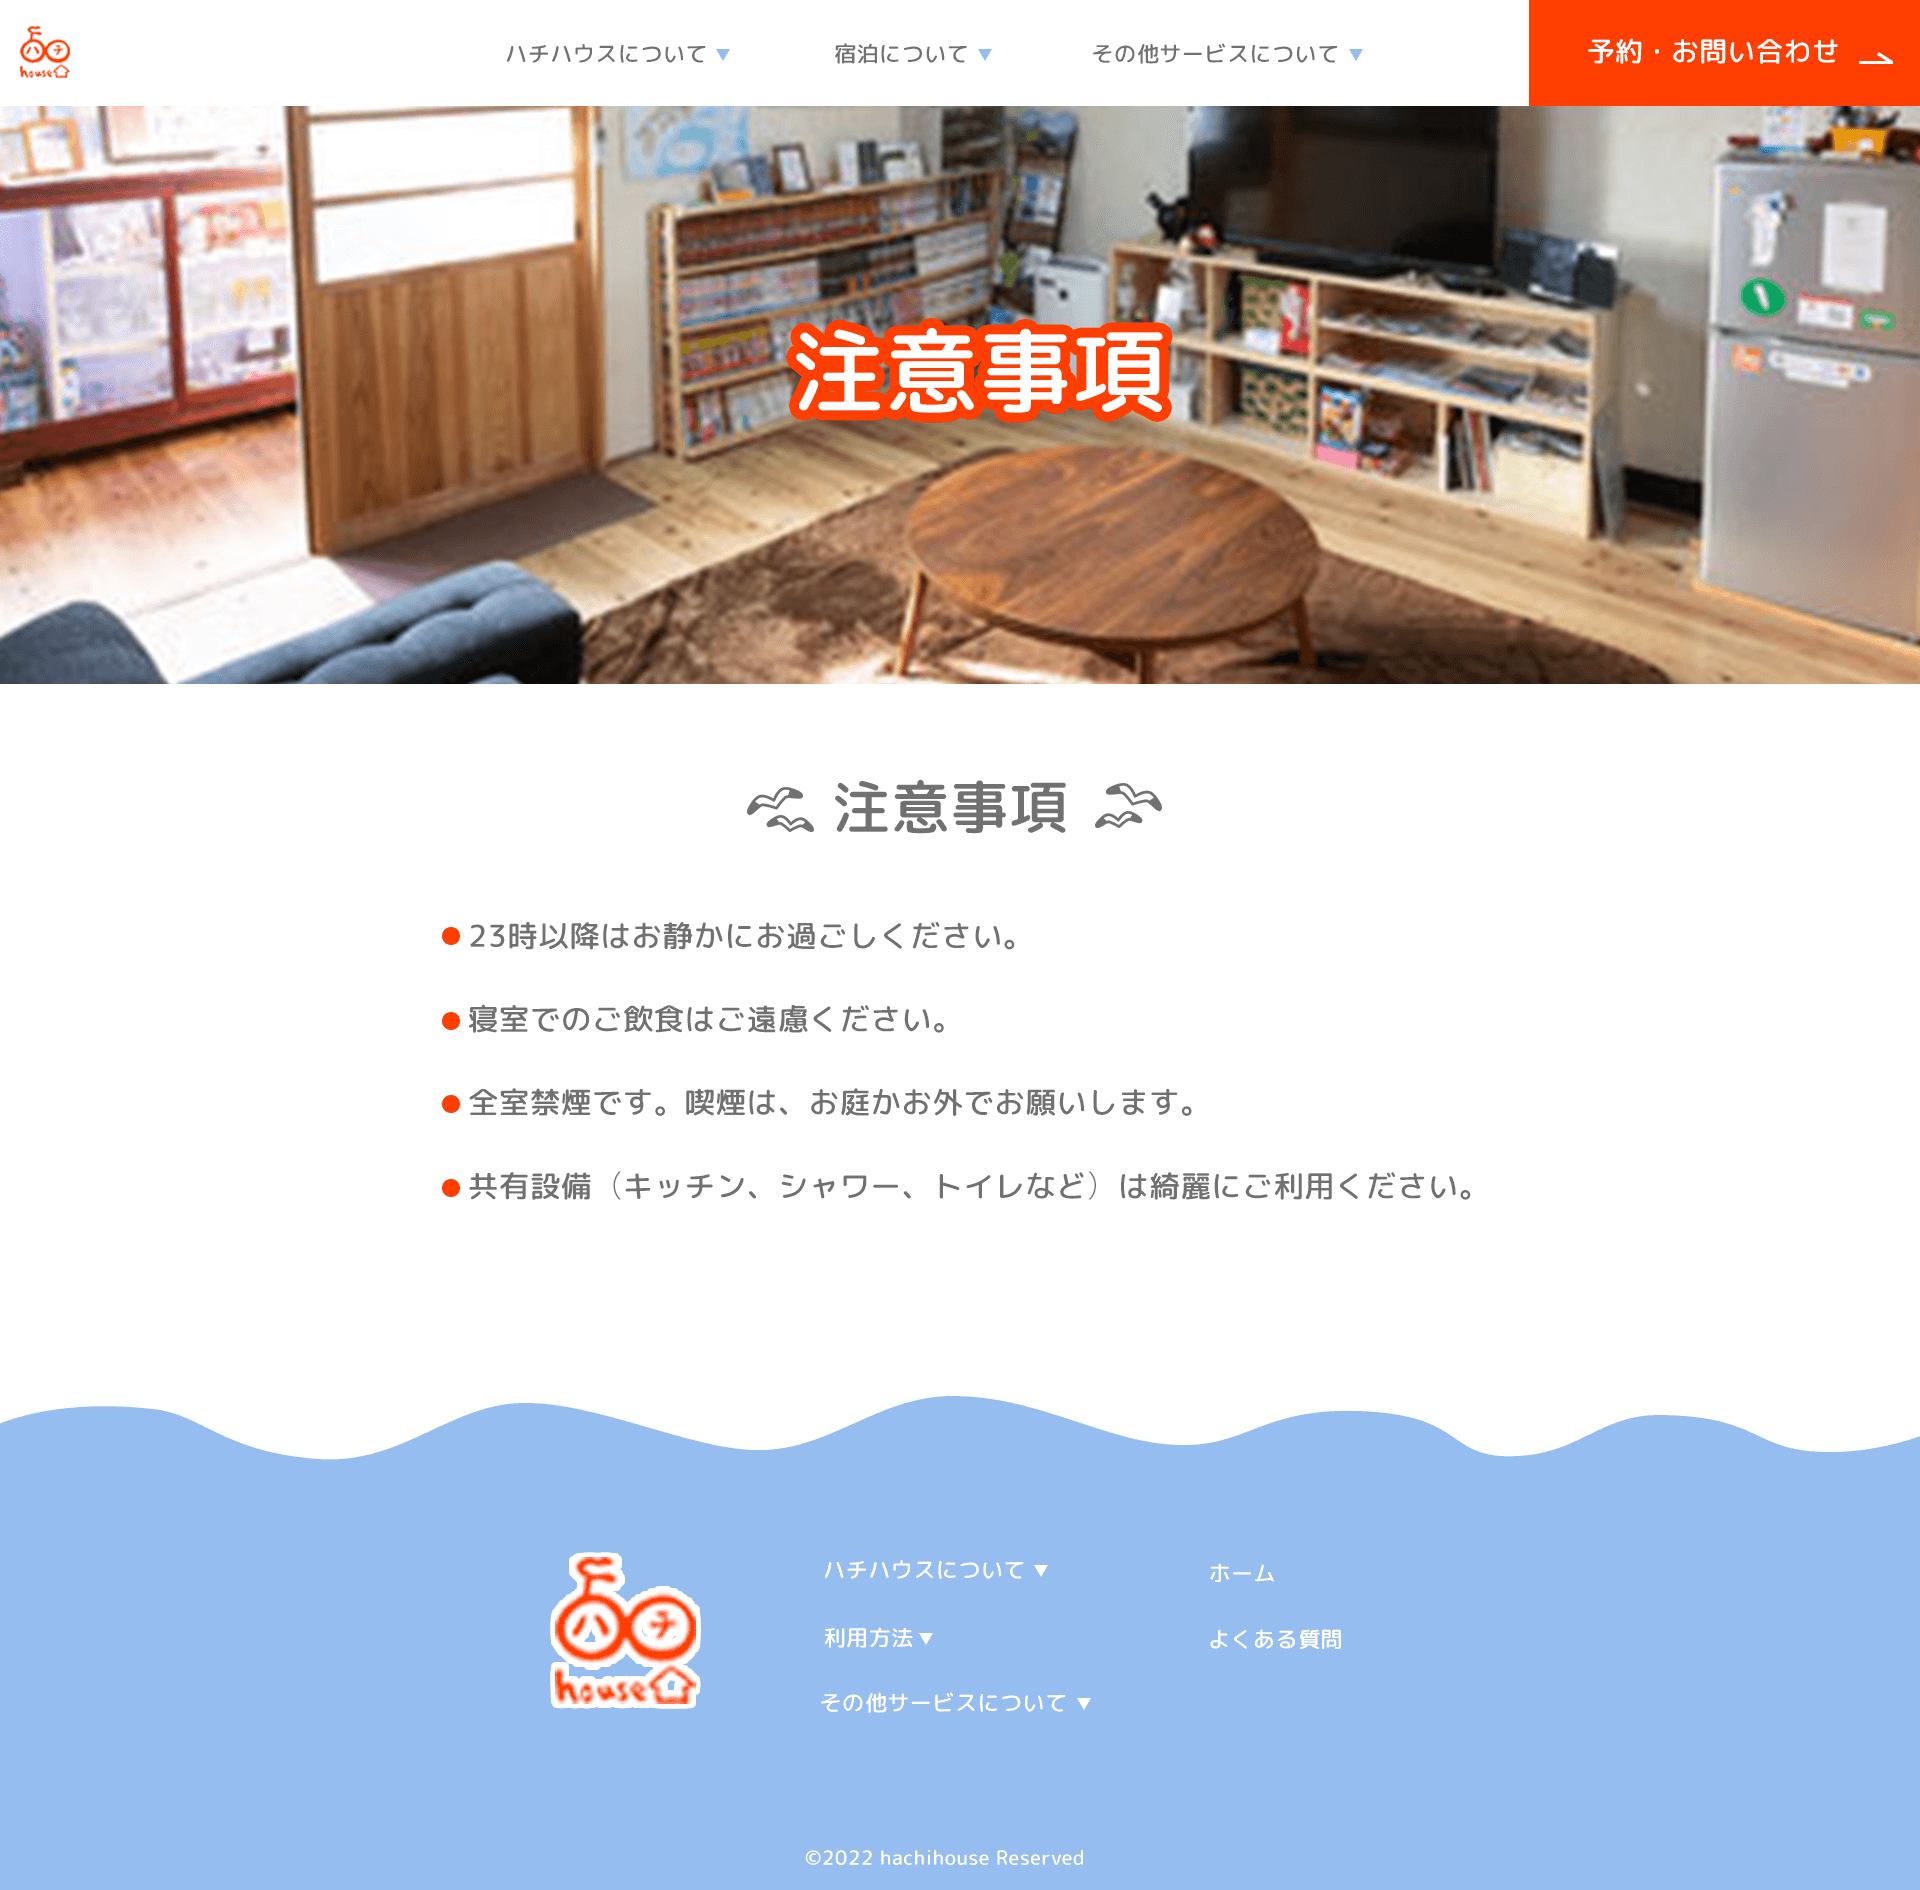 ハチ
house
ハチハウスについて ▼
宿泊について ▼
その他サービスについて ▼
予約・お問い合わせ
注意事項
注意事項
23時以降はお静かにお過ごしください。
寝室でのご飲食はご遠慮ください。
全室禁煙です。喫煙は、お庭かお外でお願いします。
共有設備（キッチン、シャワー、トイレなど）は綺麗にご利用ください。
ハチ
house
ハチハウスについて ▼
利用方法 ▼
その他サービスについて ▼
ホーム
よくある質問
©2022 hachihouse Reserved